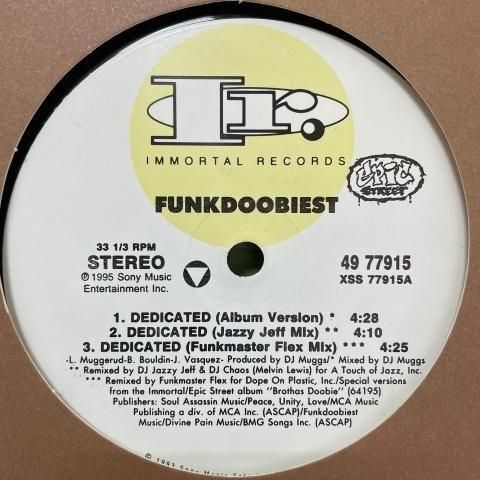 Ir.
IMMORTAL RECORDS
epic
STREET
FUNKDOOBIEST
33 1/3 RPM
STEREO
℗ 1995 Sony Music
Entertainment Inc.
49 77915
XSS 77915A
1. DEDICATED (Album Version) * 4:28
2. DEDICATED (Jazzy Jeff Mix) ** 4:10
3. DEDICATED (Funkmaster Flex Mix) *** 4:25
-L. Muggerud-B. Bouldin-J. Vasquez- Produced by DJ Muggs/* Mixed by DJ Muggs
** Remixed by DJ Jazzy Jeff & DJ Chaos (Melvin Lewis) for A Touch of Jazz, Inc.
*** Remixed by Funkmaster Flex for Dope On Plastic, Inc./Special versions
from the Immortal/Epic Street album "Brothas Doobie" (64195)
Publishers: Soul Assassin Music/Peace, Unity, Love/MCA Music
Publishing a div. of MCA Inc. (ASCAP)/Funkdoobiest
Music/Divine Pain Music/BMG Songs Inc. (ASCAP)